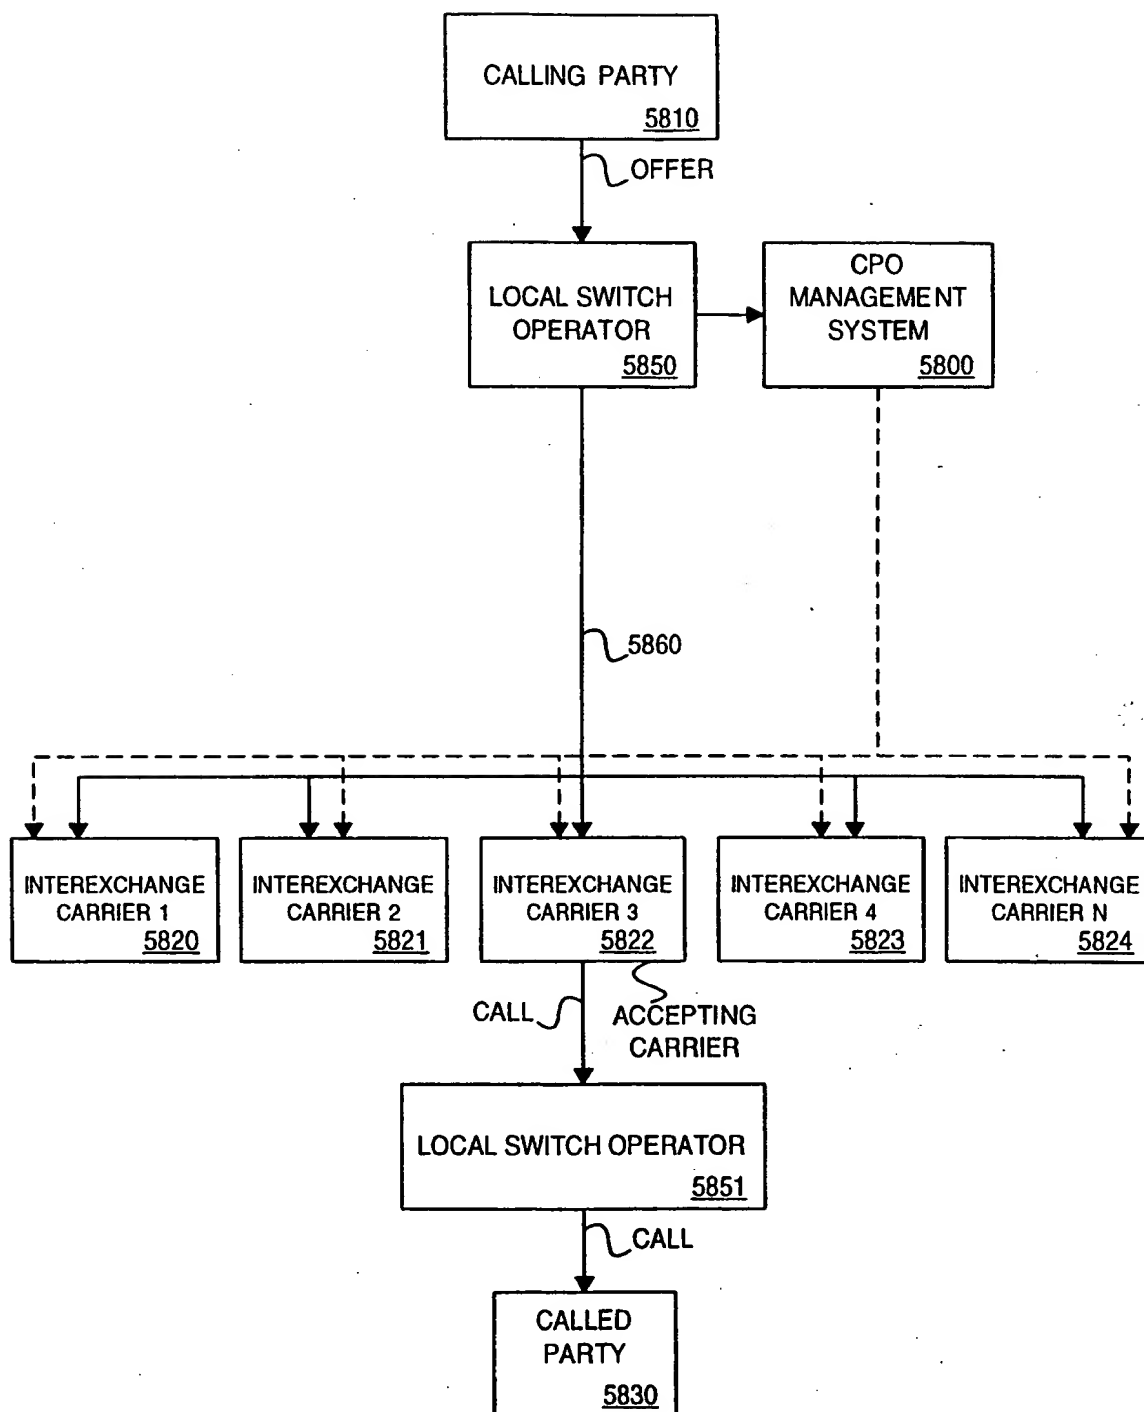 CALLING PARTY
5810
OFFER
LOCAL SWITCH
OPERATOR
5850
CPO
MANAGEMENT
SYSTEM
5800
5860
INTEREXCHANGE
CARRIER 1
5820
INTEREXCHANGE
CARRIER 2
5821
INTEREXCHANGE
CARRIER 3
5822
INTEREXCHANGE
CARRIER 4
5823
INTEREXCHANGE
CARRIER N
5824
CALL
ACCEPTING
CARRIER
LOCAL SWITCH OPERATOR
5851
CALL
CALLED
PARTY
5830